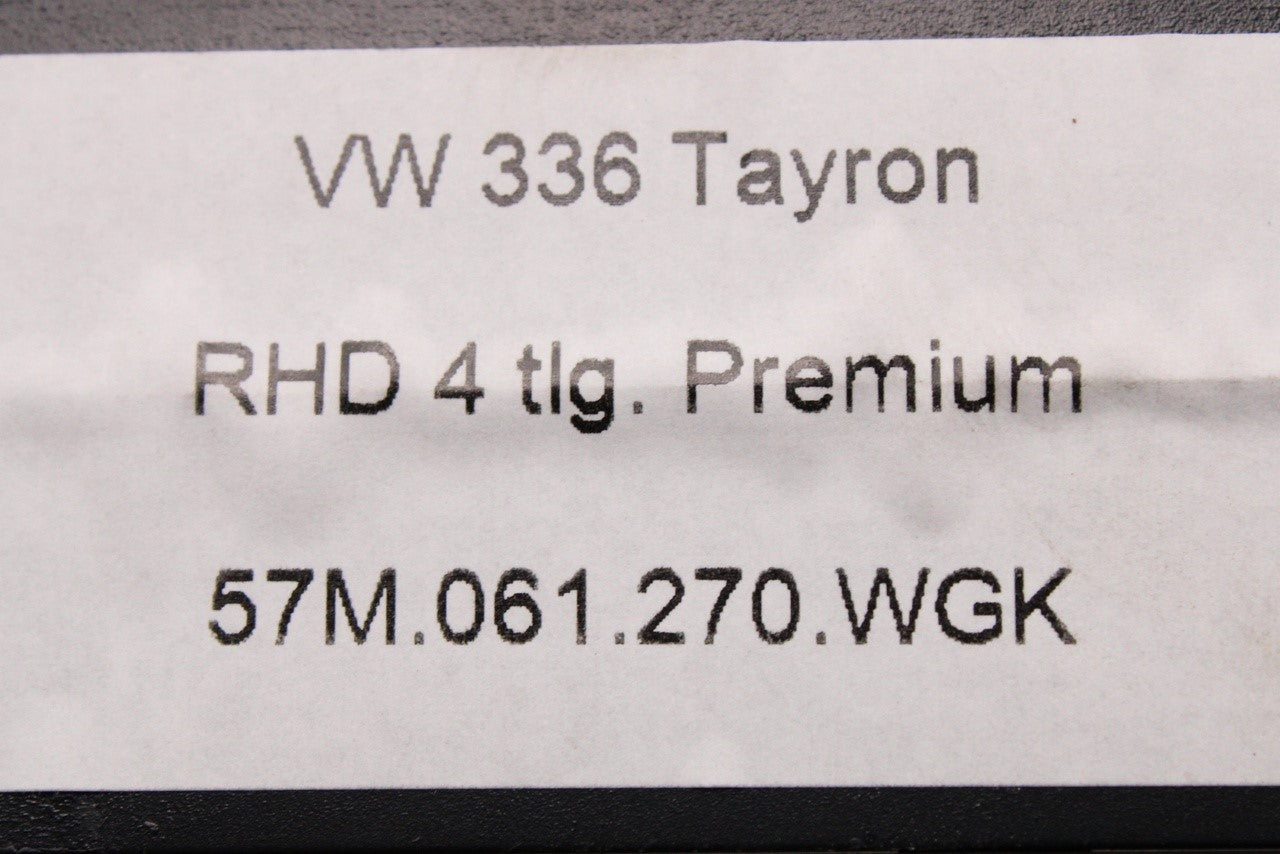 VW 336 Tayron
RHD 4 tlg. Premium
57M.061.270.WGK